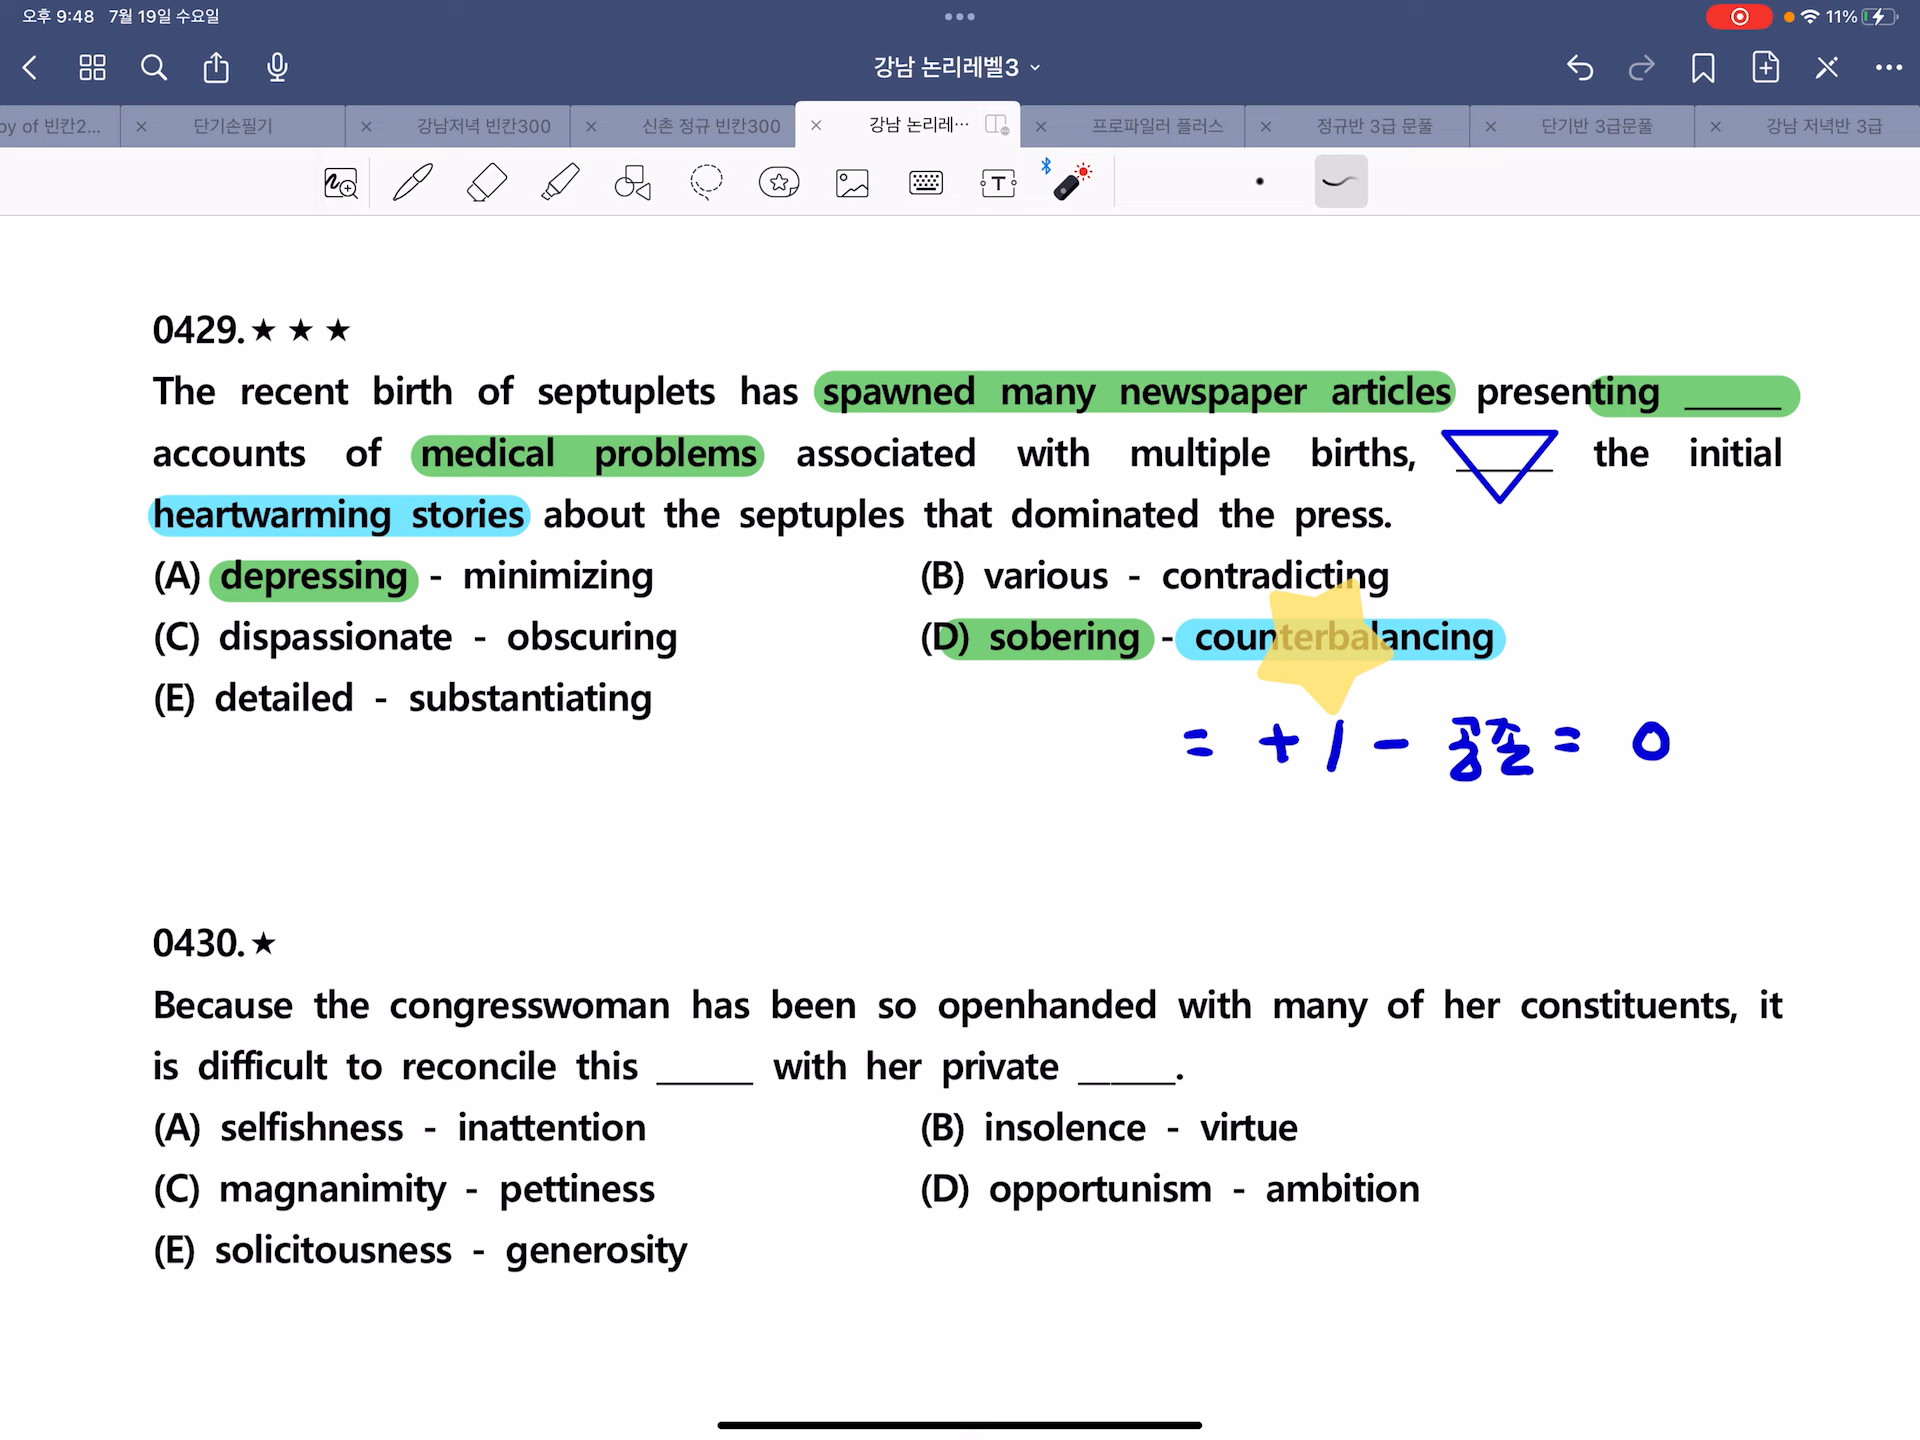 오후 9:48 7월 19일 수요일
11%
강남 논리레벨3
by of 빈칸2...
단기손필기
강남저녁 빈칸300
신촌 정규 빈칸300
강남 논리레…
프로파일러 플러스
정규반 3급 문풀
단기반 3급문풀
강남 저녁반 3급
0429.★ ★ ★
The recent birth of septuplets has spawned many newspaper articles presenting _____
accounts of medical problems associated with multiple births, _____ the initial
heartwarming stories about the septuples that dominated the press.
(A) depressing - minimizing
(B) various - contradicting
(C) dispassionate - obscuring
(D) sobering - counterbalancing
(E) detailed - substantiating
= + / - 공존 = 0
0430.★
Because the congresswoman has been so openhanded with many of her constituents, it
is difficult to reconcile this _____ with her private _____.
(A) selfishness - inattention
(B) insolence - virtue
(C) magnanimity - pettiness
(D) opportunism - ambition
(E) solicitousness - generosity